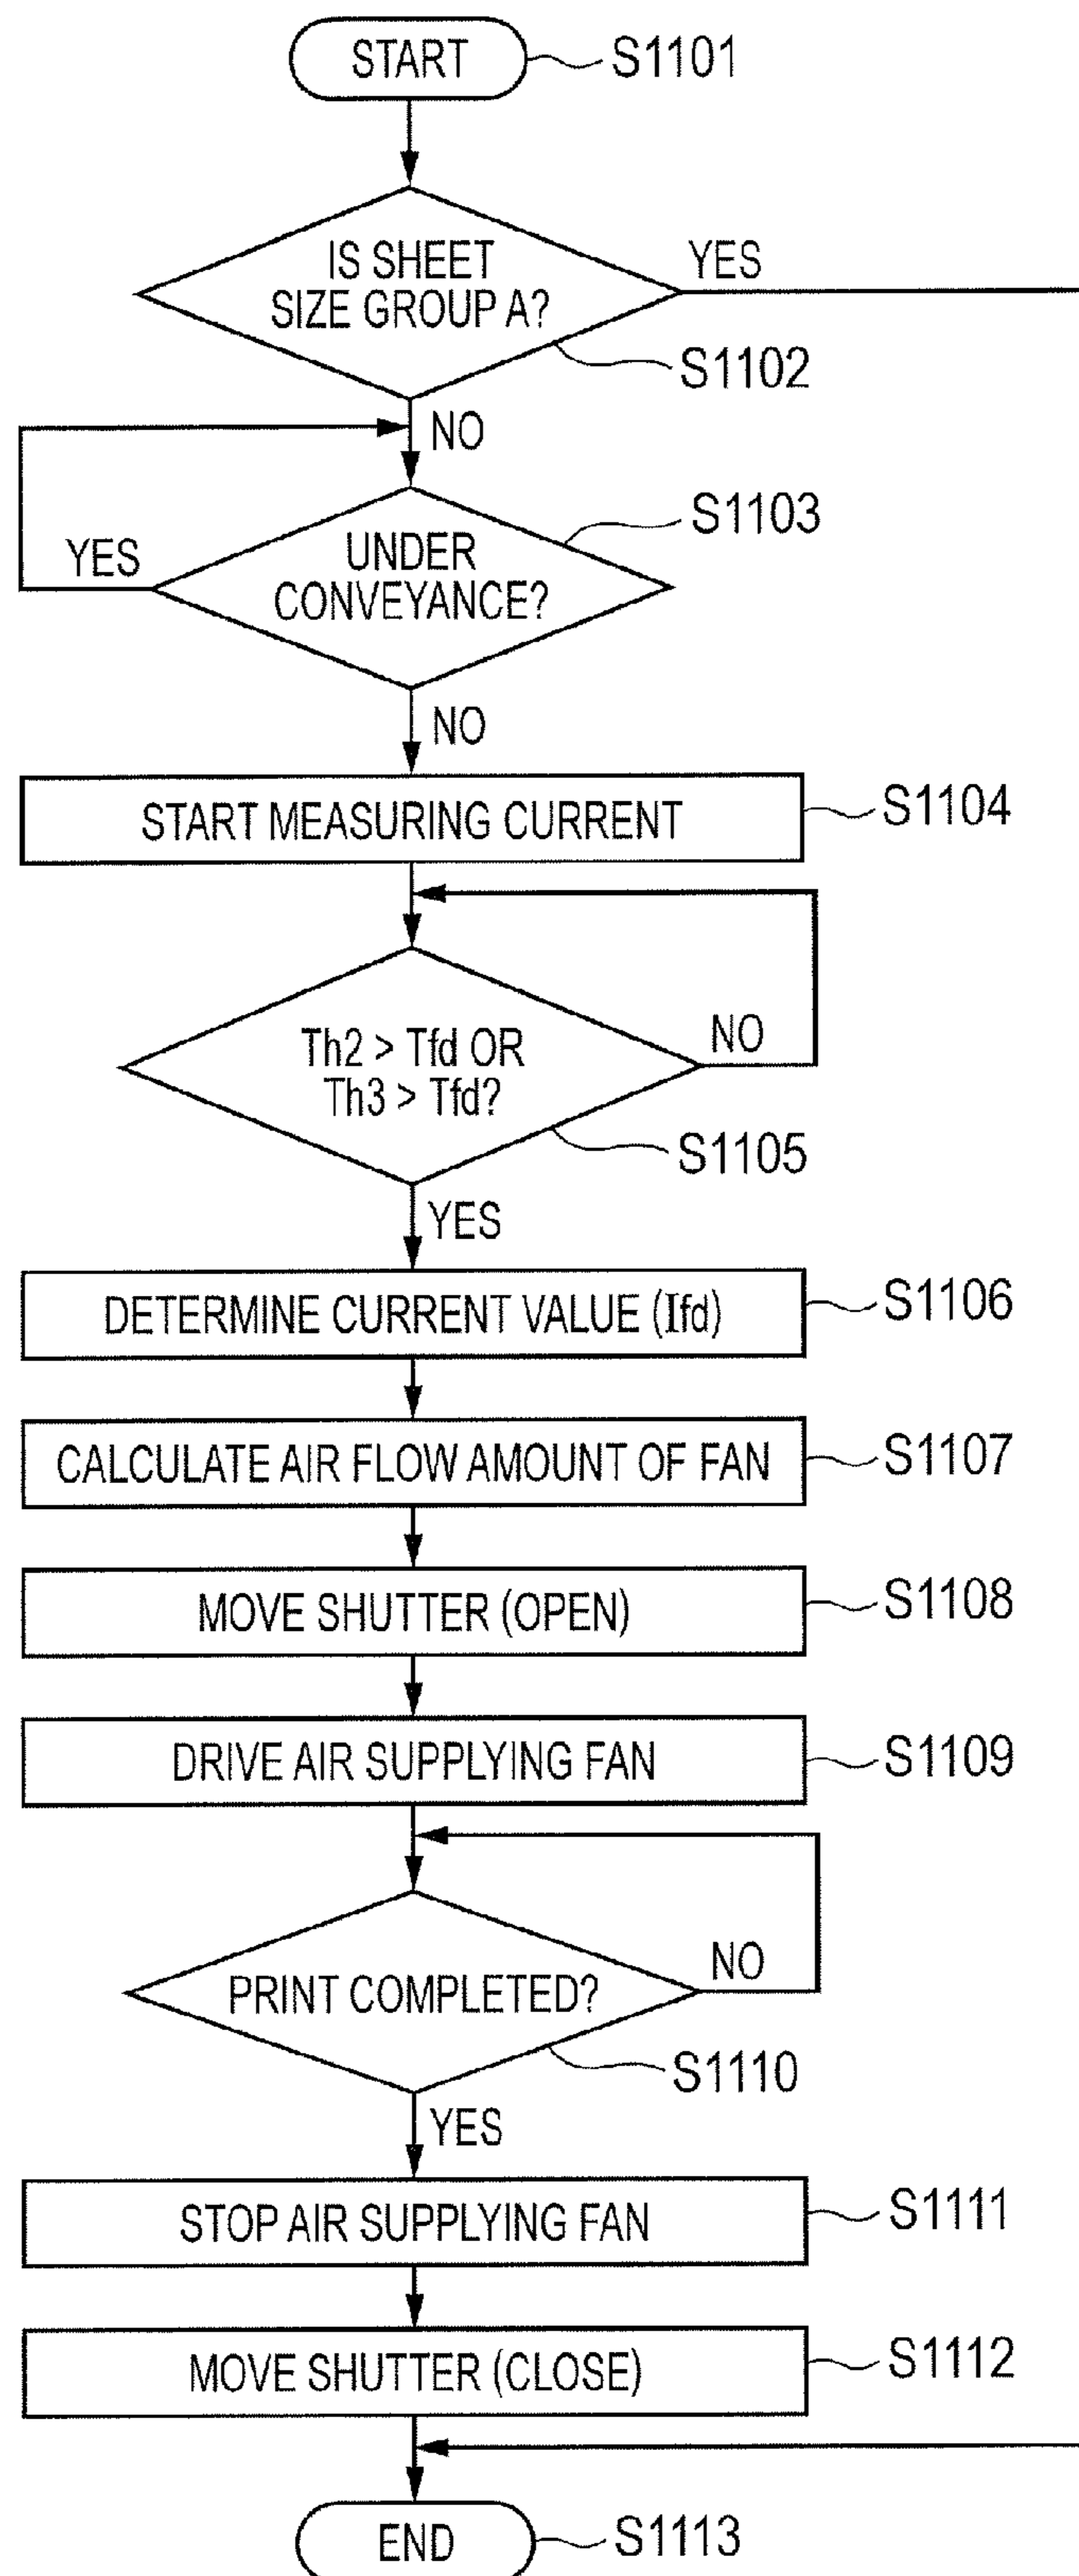 START
S1101
IS SHEET
SIZE GROUP A?
YES
S1102
NO
S1103
UNDER
CONVEYANCE?
YES
NO
START MEASURING CURRENT
S1104
Th2 > Tfd OR
Th3 > Tfd?
NO
S1105
YES
DETERMINE CURRENT VALUE (Ifd)
S1106
CALCULATE AIR FLOW AMOUNT OF FAN
S1107
MOVE SHUTTER (OPEN)
S1108
DRIVE AIR SUPPLYING FAN
S1109
PRINT COMPLETED?
NO
S1110
YES
STOP AIR SUPPLYING FAN
S1111
MOVE SHUTTER (CLOSE)
S1112
END
S1113